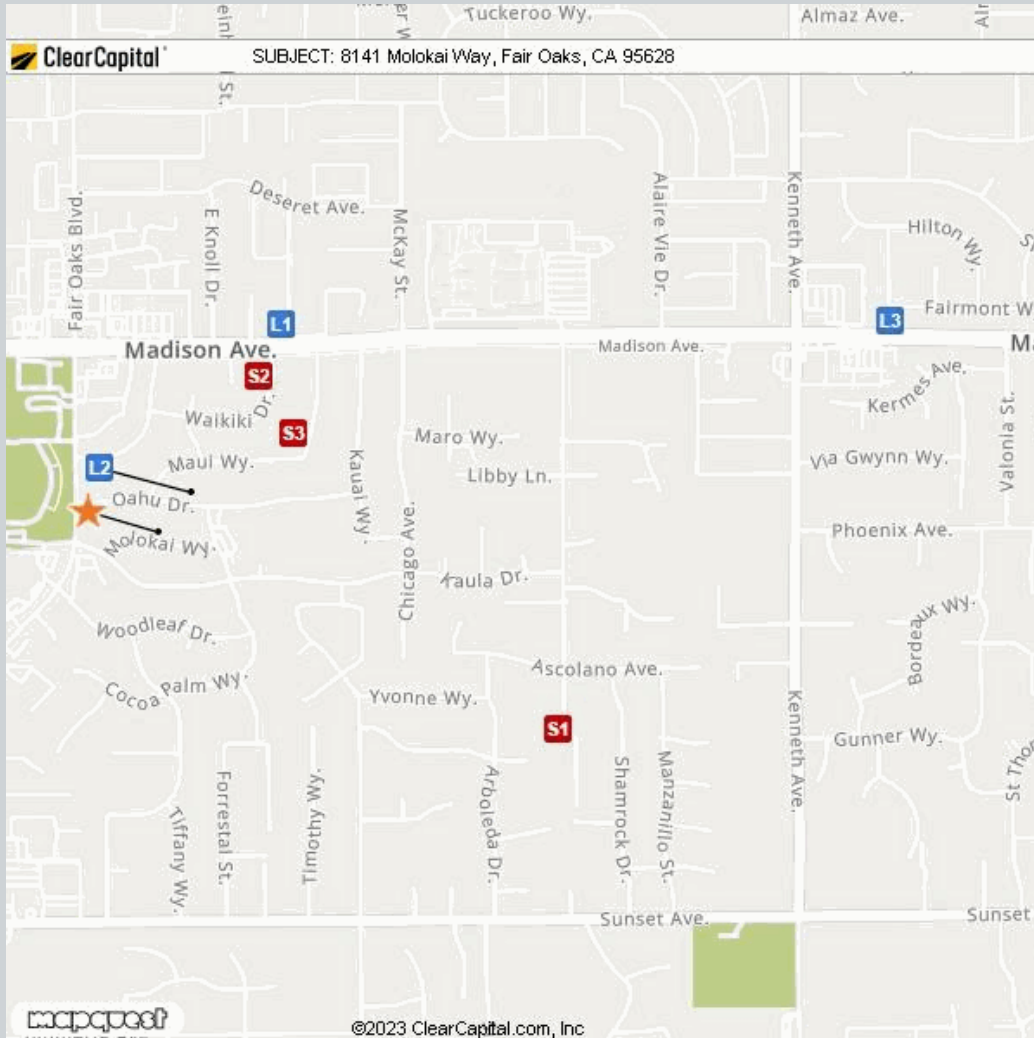 Tuckeroo Wy.
Almaz Ave.
ClearCapital
SUBJECT: 8141 Molokai Way, Fair Oaks, CA 95628
St.
Deseret Ave.
Fair Oaks Blvd.
E Knoll Dr.
McKay St.
Alaire Vie Dr.
Kenneth Ave.
Hilton Wy.
L1
L3
Fairmont W
Madison Ave.
Madison Ave.
Ma
S2
Kermes Ave.
Waikiki Dr.
S3
Maro Wy.
Valonia St.
L2
Maui Wy.
Kauai Wy.
Libby Ln.
Via Gwynn Wy.
Oahu Dr.
Chicago Ave.
Phoenix Ave.
Molokai Wy.
Kaula Dr.
Woodleaf Dr.
Bordeaux Wy.
Ascolano Ave.
Cocoa Palm Wy.
Yvonne Wy.
Kenneth Ave.
S1
Gunner Wy.
St Tho
Tiffany Wy.
Forrestal St.
Timothy Wy.
Arboleda Dr.
Shamrock Dr.
Manzanillo St.
Sunset Ave.
Sunset
mapquest
©2023 ClearCapital.com, Inc